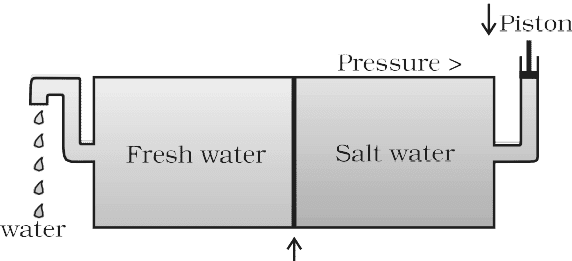 Piston
Pressure >
Fresh water
Salt water
water